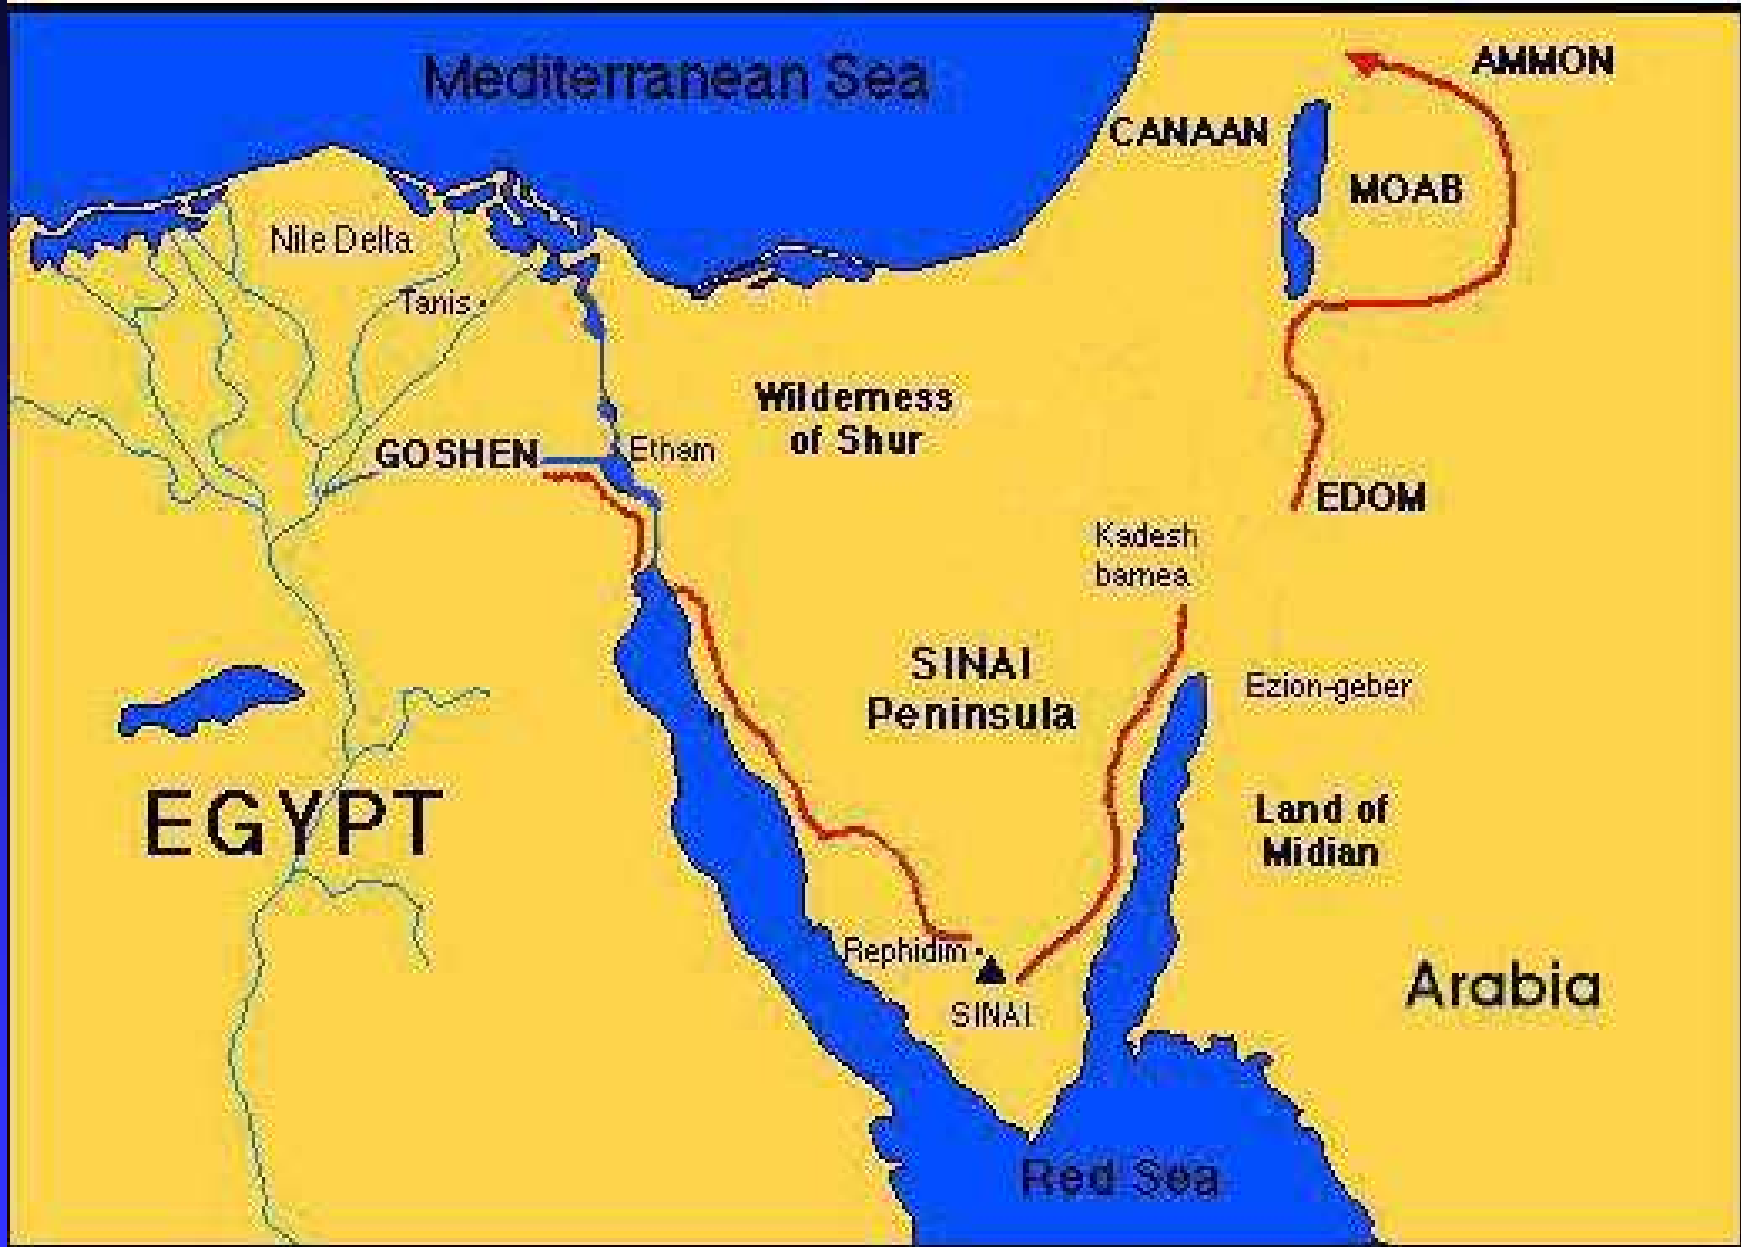 Mediterranean Sea
AMMON
CANAAN
MOAB
Nile Delta
Tanis
Wilderness
of Shur
GOSHEN
Etham
EDOM
Kadesh
barnea
SINAI
Peninsula
Ezion-geber
EGYPT
Land of
Midian
Rephidim
SINAI
Arabia
Red Sea